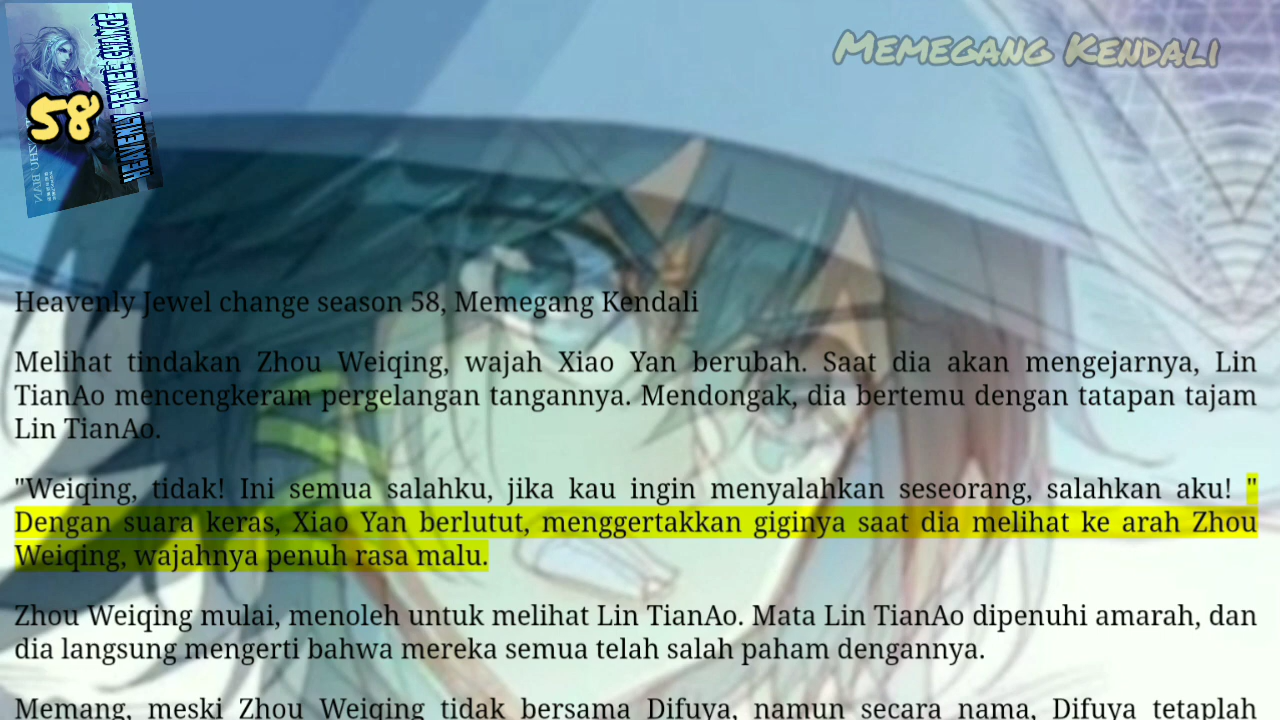 Memegang Kendali
58
HEAVENLY JEWEL CHANGE
Heavenly Jewel change season 58, Memegang Kendali
Melihat tindakan Zhou Weiqing, wajah Xiao Yan berubah. Saat dia akan mengejarnya, Lin
TianAo mencengkeram pergelangan tangannya. Mendongak, dia bertemu dengan tatapan tajam
Lin TianAo.
"Weiqing, tidak! Ini semua salahku, jika kau ingin menyalahkan seseorang, salahkan aku! "
Dengan suara keras, Xiao Yan berlutut, menggertakkan giginya saat dia melihat ke arah Zhou
Weiqing, wajahnya penuh rasa malu.
Zhou Weiqing mulai, menoleh untuk melihat Lin TianAo. Mata Lin TianAo dipenuhi amarah, dan
dia langsung mengerti bahwa mereka semua telah salah paham dengannya.
Memang, meski Zhou Weiqing tidak bersama Difuya, namun secara nama, Difuya tetaplah